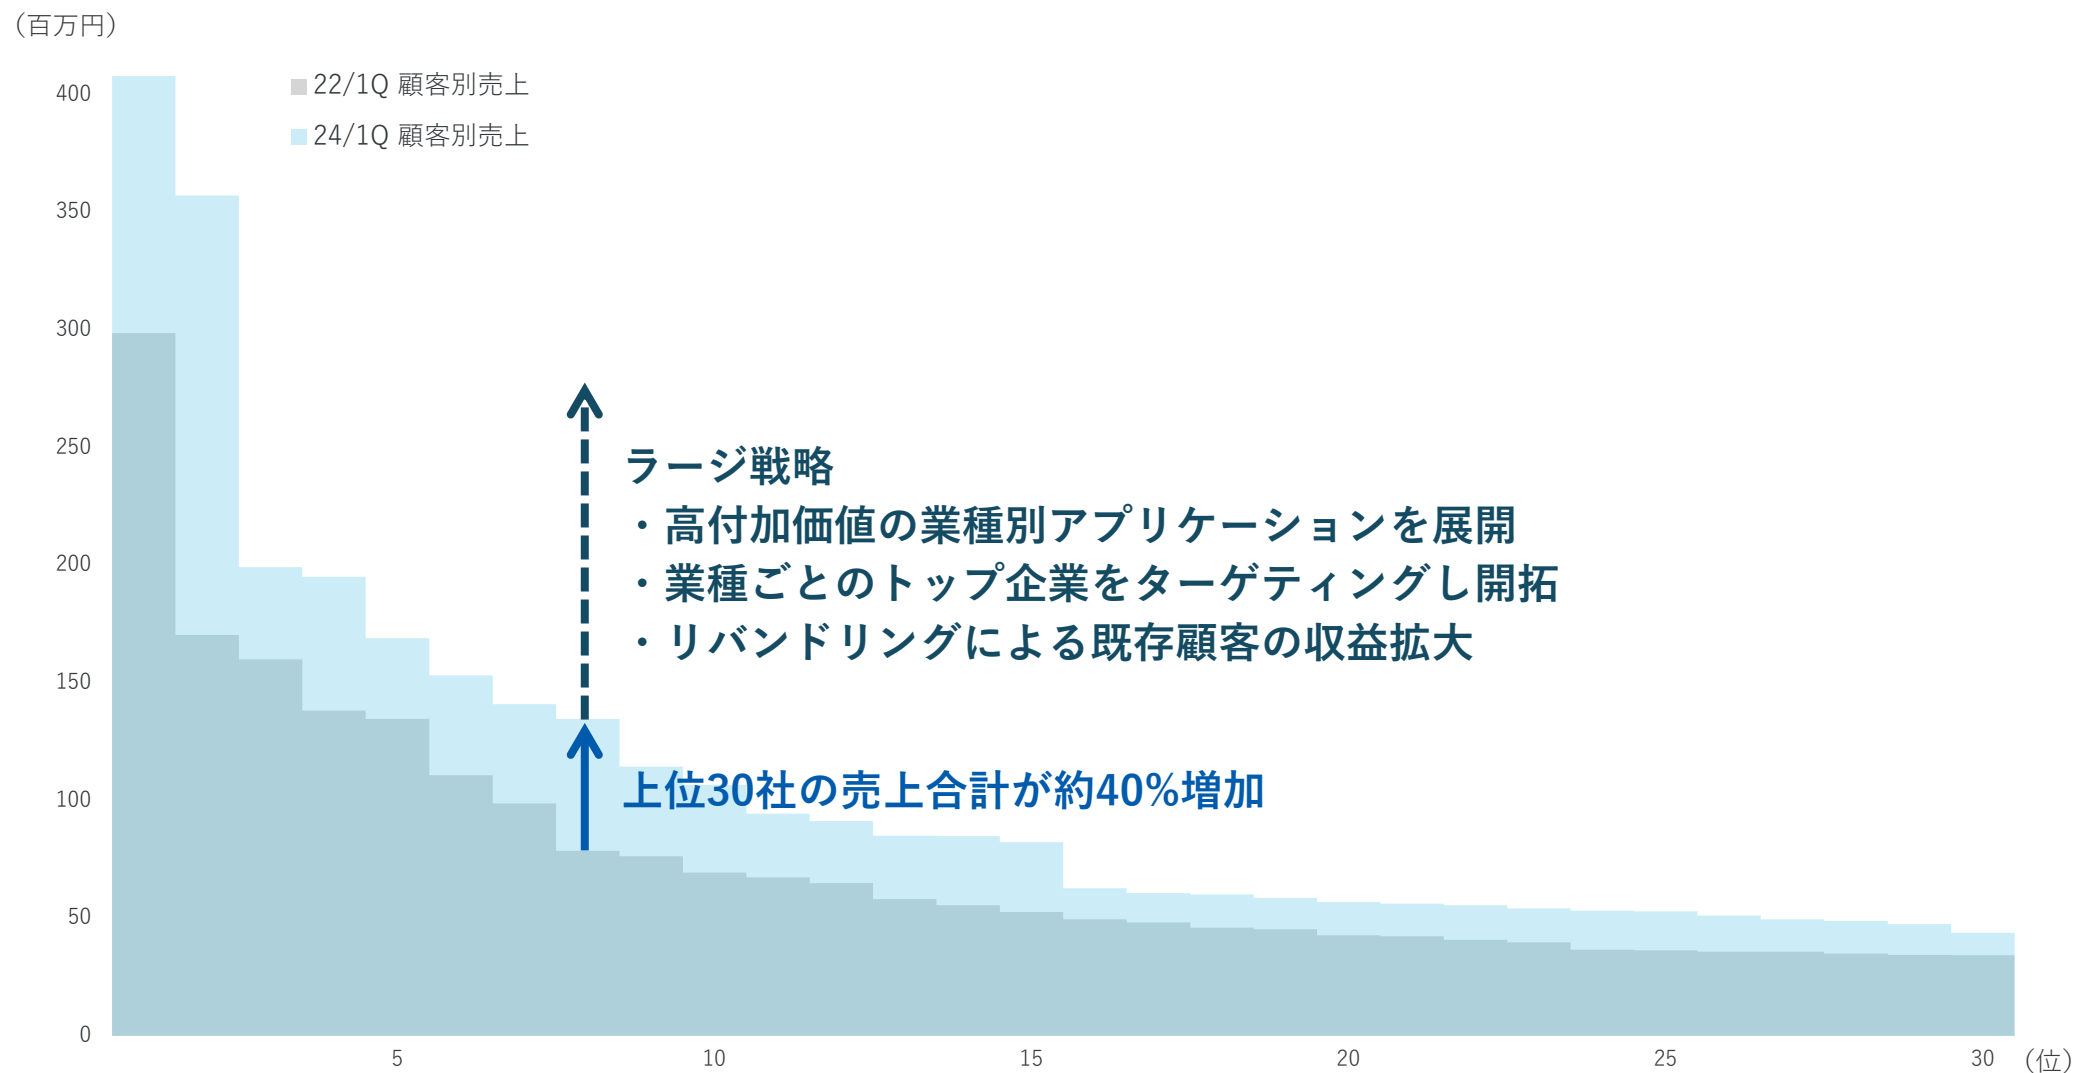 （百万円）
22/1Q 顧客別売上
24/1Q 顧客別売上
400
350
300
250
200
150
100
50
0
ラージ戦略
・高付加価値の業種別アプリケーションを展開
・業種ごとのトップ企業をターゲティングし開拓
・リバンドリングによる既存顧客の収益拡大
上位30社の売上合計が約40%増加
5 10 15 20 25 30 （位）